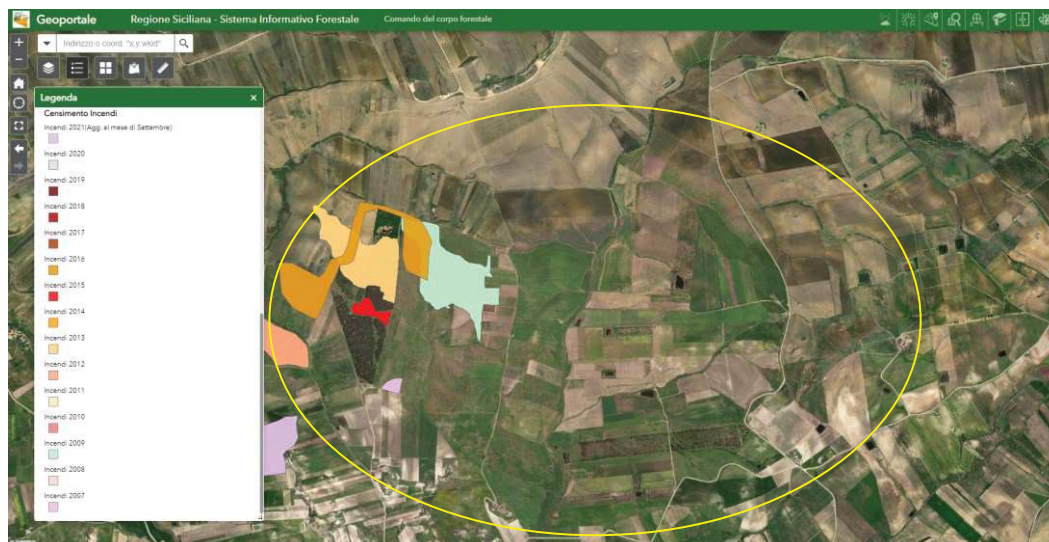 Geoportale Regione Siciliana - Sistema Informativo Forestale Comando del corpo forestale
Indirizzo o coord: "x,y.wkid"
Legenda
Censimento Incendi
Incendi 2021(Agg. al mese di Settembre)
Incendi 2020
Incendi 2019
Incendi 2018
Incendi 2017
Incendi 2016
Incendi 2015
Incendi 2014
Incendi 2013
Incendi 2012
Incendi 2011
Incendi 2010
Incendi 2009
Incendi 2008
Incendi 2007